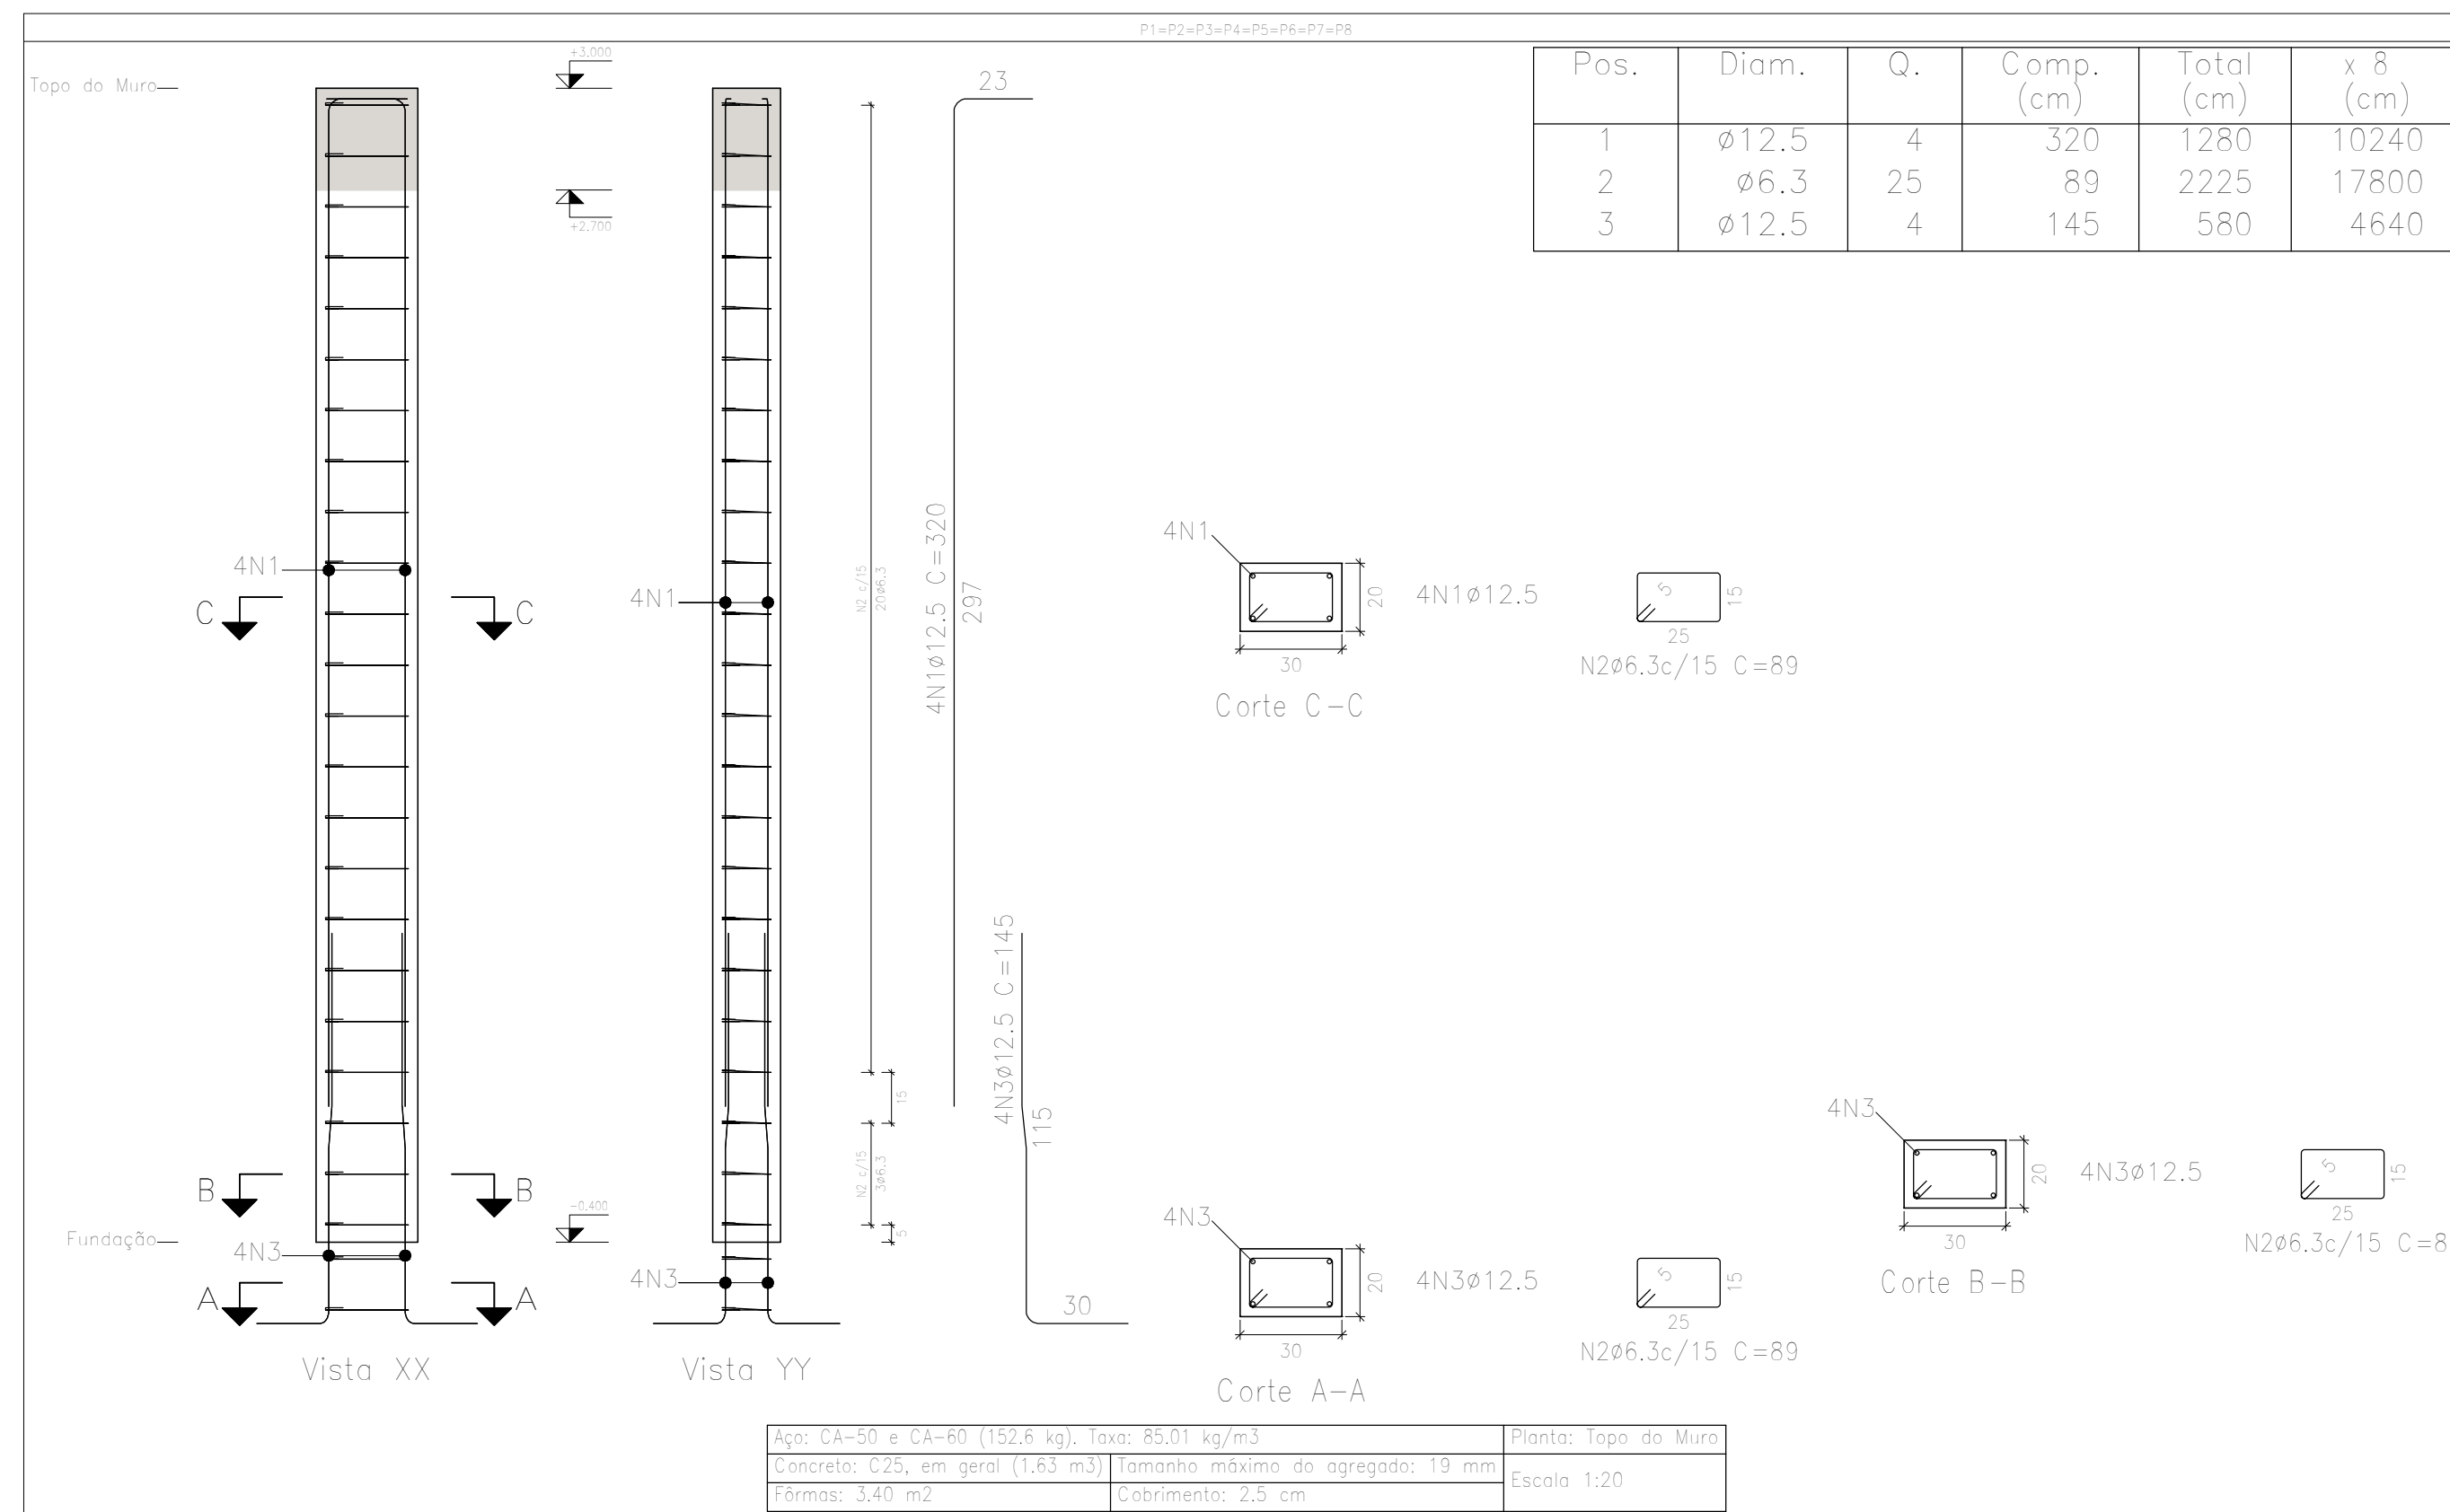 P1=P2=P3=P4=P5=P6=P7=P8
Topo do Muro
+3.000
+2.700
23
Pos. Diam. Q. Comp. (cm) Total (cm) x 8 (cm)
1 ø12.5 4 320 1280 10240
2 ø6.3 25 89 2225 17800
3 ø12.5 4 145 580 4640
4N1
C C
4N1
N2 c/15
20ø6.3
4N1ø12.5 C=320
297
4N1
20
30
4N1ø12.5
5
15
25
N2ø6.3c/15 C=89
Corte C-C
4N3ø12.5 C=145
115
15
N2 c/15
3ø6.3
5
B B
-0.400
Fundação
4N3
4N3
A A
30
Vista XX
Vista YY
4N3
20
30
4N3ø12.5
5
15
25
N2ø6.3c/15 C=89
Corte A-A
4N3
20
30
4N3ø12.5
5
15
25
N2ø6.3c/15 C=8
Corte B-B
Aço: CA-50 e CA-60 (152.6 kg). Taxa: 85.01 kg/m3
Planta: Topo do Muro
Concreto: C25, em geral (1.63 m3)
Tamanho máximo do agregado: 19 mm
Escala 1:20
Fôrmas: 3.40 m2
Cobrimento: 2.5 cm